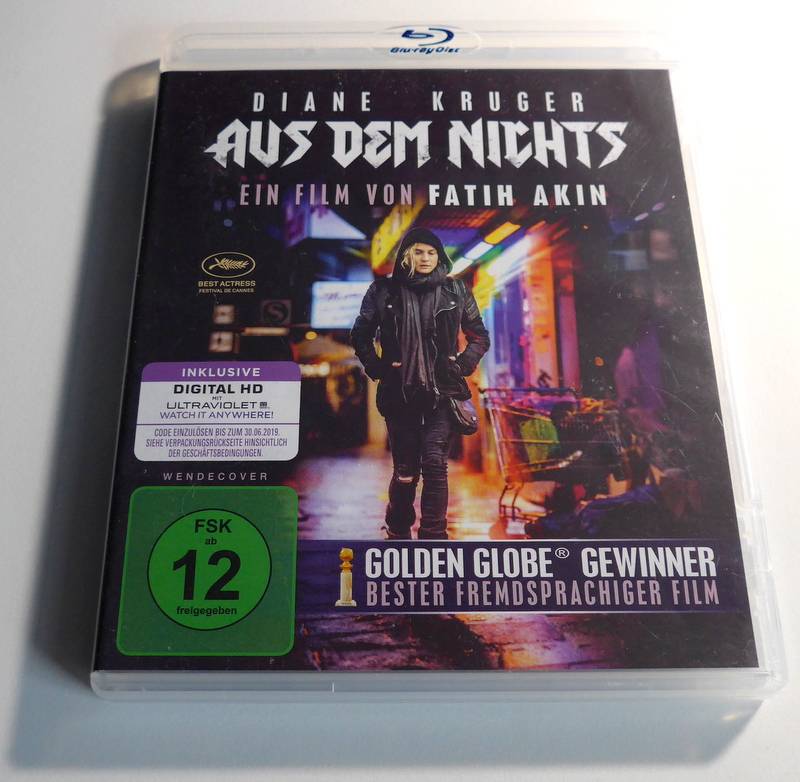 Blu-ray Disc
DIANE KRUGER
AUS DEM NICHTS
EIN FILM VON FATIH AKIN
BEST ACTRESS
FESTIVAL DE CANNES
S
INKLUSIVE
DIGITAL HD
MIT
ULTRAVIOLET
WATCH IT ANYWHERE!
CODE EINZULÖSEN BIS ZUM 30.06.2019.
SIEHE VERPACKUNGSRÜCKSEITE HINSICHTLICH
DER GESCHÄFTSBEDINGUNGEN.
WENDECOVER
FSK
ab
12
freigegeben
GOLDEN GLOBE® GEWINNER
BESTER FREMDSPRACHIGER FILM